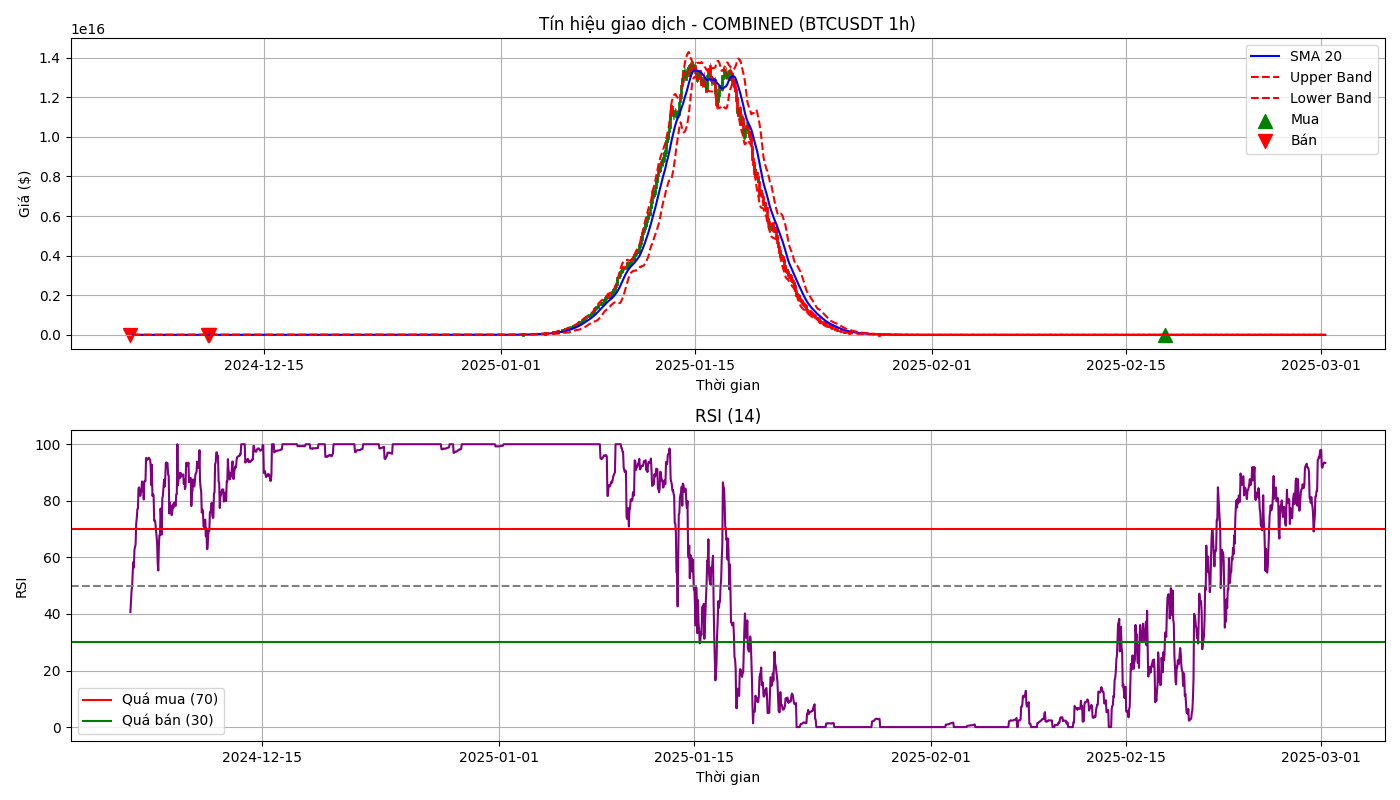 Tín hiệu giao dịch - COMBINED (BTCUSDT 1h)
1e16
1.4
1.2
1.0
0.8
0.6
0.4
0.2
0.0
Giá ($)
SMA 20
Upper Band
Lower Band
Mua
Bán
2024-12-15
2025-01-01
2025-01-15
2025-02-01
2025-02-15
2025-03-01
Thời gian
RSI (14)
100
80
60
40
20
0
RSI
Quá mua (70)
Quá bán (30)
2024-12-15
2025-01-01
2025-01-15
2025-02-01
2025-02-15
2025-03-01
Thời gian